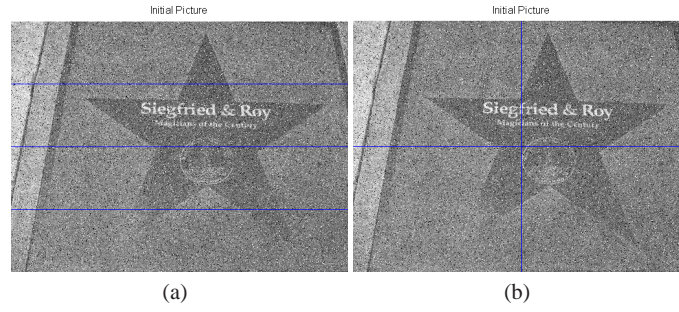 Initial Picture
Initial Picture
Siegfried & Roy
Magicians of the Century
Siegfried & Roy
Magicians of the Century
(a)
(b)